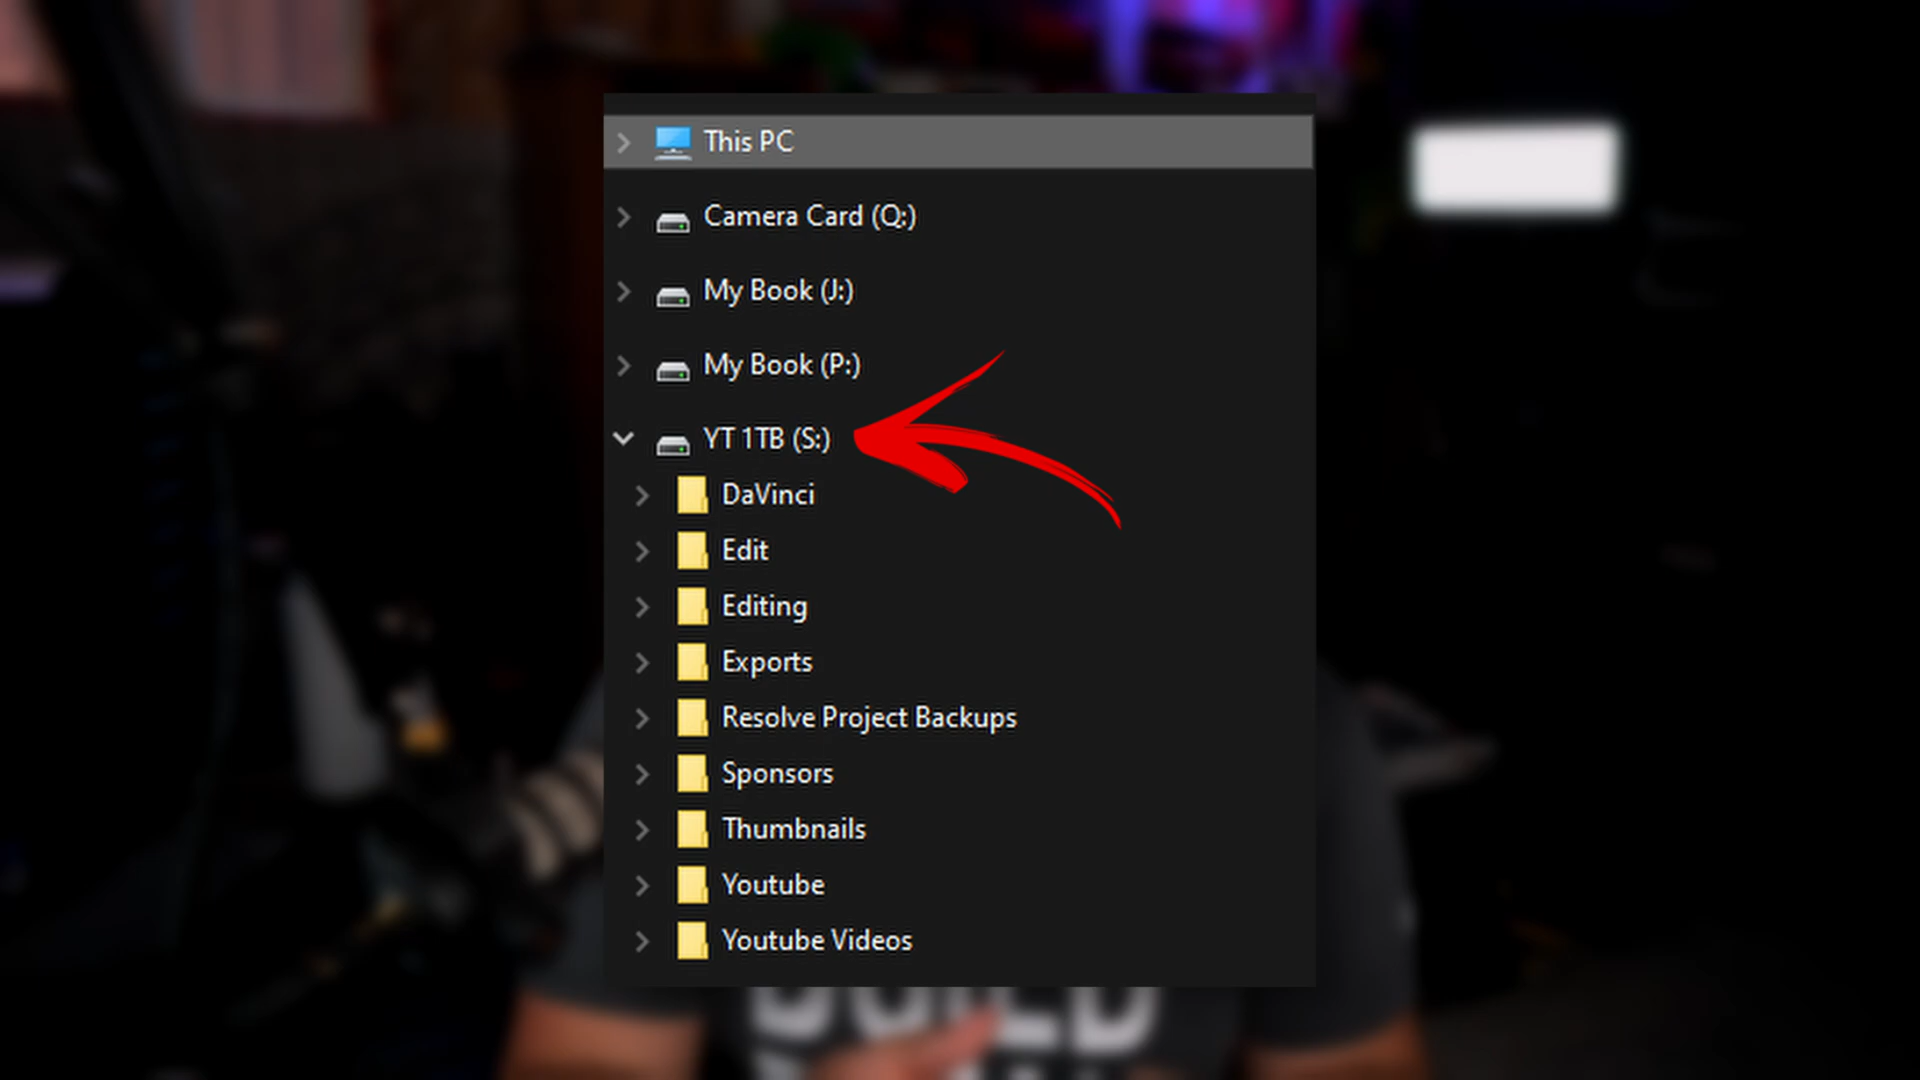 This PC
Camera Card (Q:)
My Book (J:)
My Book (P:)
YT 1TB (S:)
DaVinci
Edit
Editing
Exports
Resolve Project Backups
Sponsors
Thumbnails
Youtube
Youtube Videos
BUILD